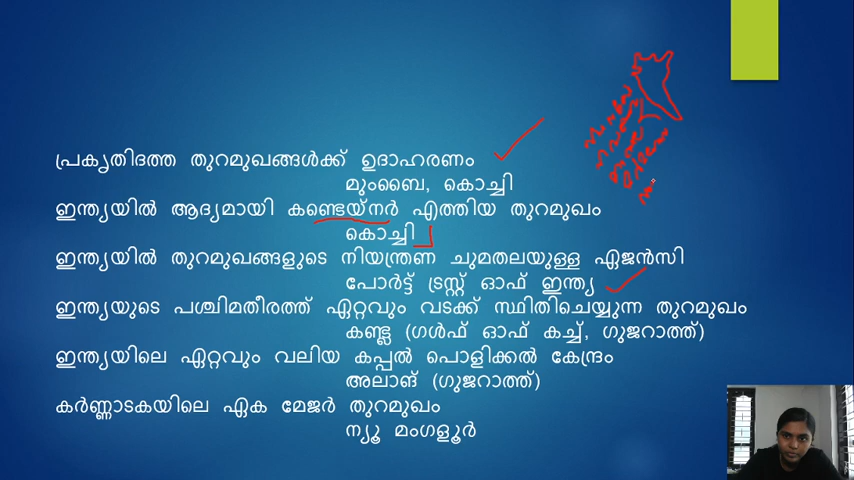 പ്രകൃതിദത്ത തുറമുഖങ്ങൾക്ക് ഉദാഹരണം
മുംബൈ, കൊച്ചി
ഇന്ത്യയിൽ ആദ്യമായി കണ്ടെയ്നർ എത്തിയ തുറമുഖം
കൊച്ചി
ഇന്ത്യയിൽ തുറമുഖങ്ങളുടെ നിയന്ത്രണ ചുമതലയുള്ള ഏജൻസി
പോർട്ട് ട്രസ്റ്റ് ഓഫ് ഇന്ത്യ
ഇന്ത്യയുടെ പശ്ചിമതീരത്ത് ഏറ്റവും വടക്ക് സ്ഥിതിചെയ്യുന്ന തുറമുഖം
കണ്ട്ല (ഗൾഫ് ഓഫ് കച്ച്, ഗുജറാത്ത്)
ഇന്ത്യയിലെ ഏറ്റവും വലിയ കപ്പൽ പൊളിക്കൽ കേന്ദ്രം
അലാങ് (ഗുജറാത്ത്)
കർണ്ണാടകയിലെ ഏക മേജർ തുറമുഖം
ന്യൂ മംഗളൂർ